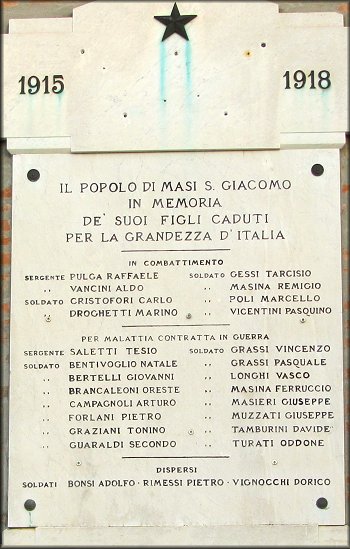 1915 1918
IL POPOLO DI MASI S. GIACOMO
IN MEMORIA
DE' SUOI FIGLI CADUTI
PER LA GRANDEZZA D'ITALIA
IN COMBATTIMENTO
SERGENTE PULGA RAFFAELE SOLDATO GESSI TARCISIO
,, VANCINI ALDO ,, MASINA REMIGIO
SOLDATO CRISTOFORI CARLO ,, POLI MARCELLO
,, DROGHETTI MARINO ,, VICENTINI PASQUINO
PER MALATTIA CONTRATTA IN GUERRA
SERGENTE SALETTI TESIO SOLDATO GRASSI VINCENZO
SOLDATO BENTIVOGLIO NATALE ,, GRASSI PASQUALE
,, BERTELLI GIOVANNI ,, LONGHI VASCO
,, BRANCALEONI ORESTE ,, MASINA FERRUCCIO
,, CAMPAGNOLI ARTURO ,, MASIERI GIUSEPPE
,, FORLANI PIETRO ,, MUZZATI GIUSEPPE
,, GRAZIANI TONINO ,, TAMBURINI DAVIDE
,, GUARALDI SECONDO ,, TURATI ODDONE
DISPERSI
SOLDATI BONSI ADOLFO · RIMESSI PIETRO · VIGNOCCHI DORICO